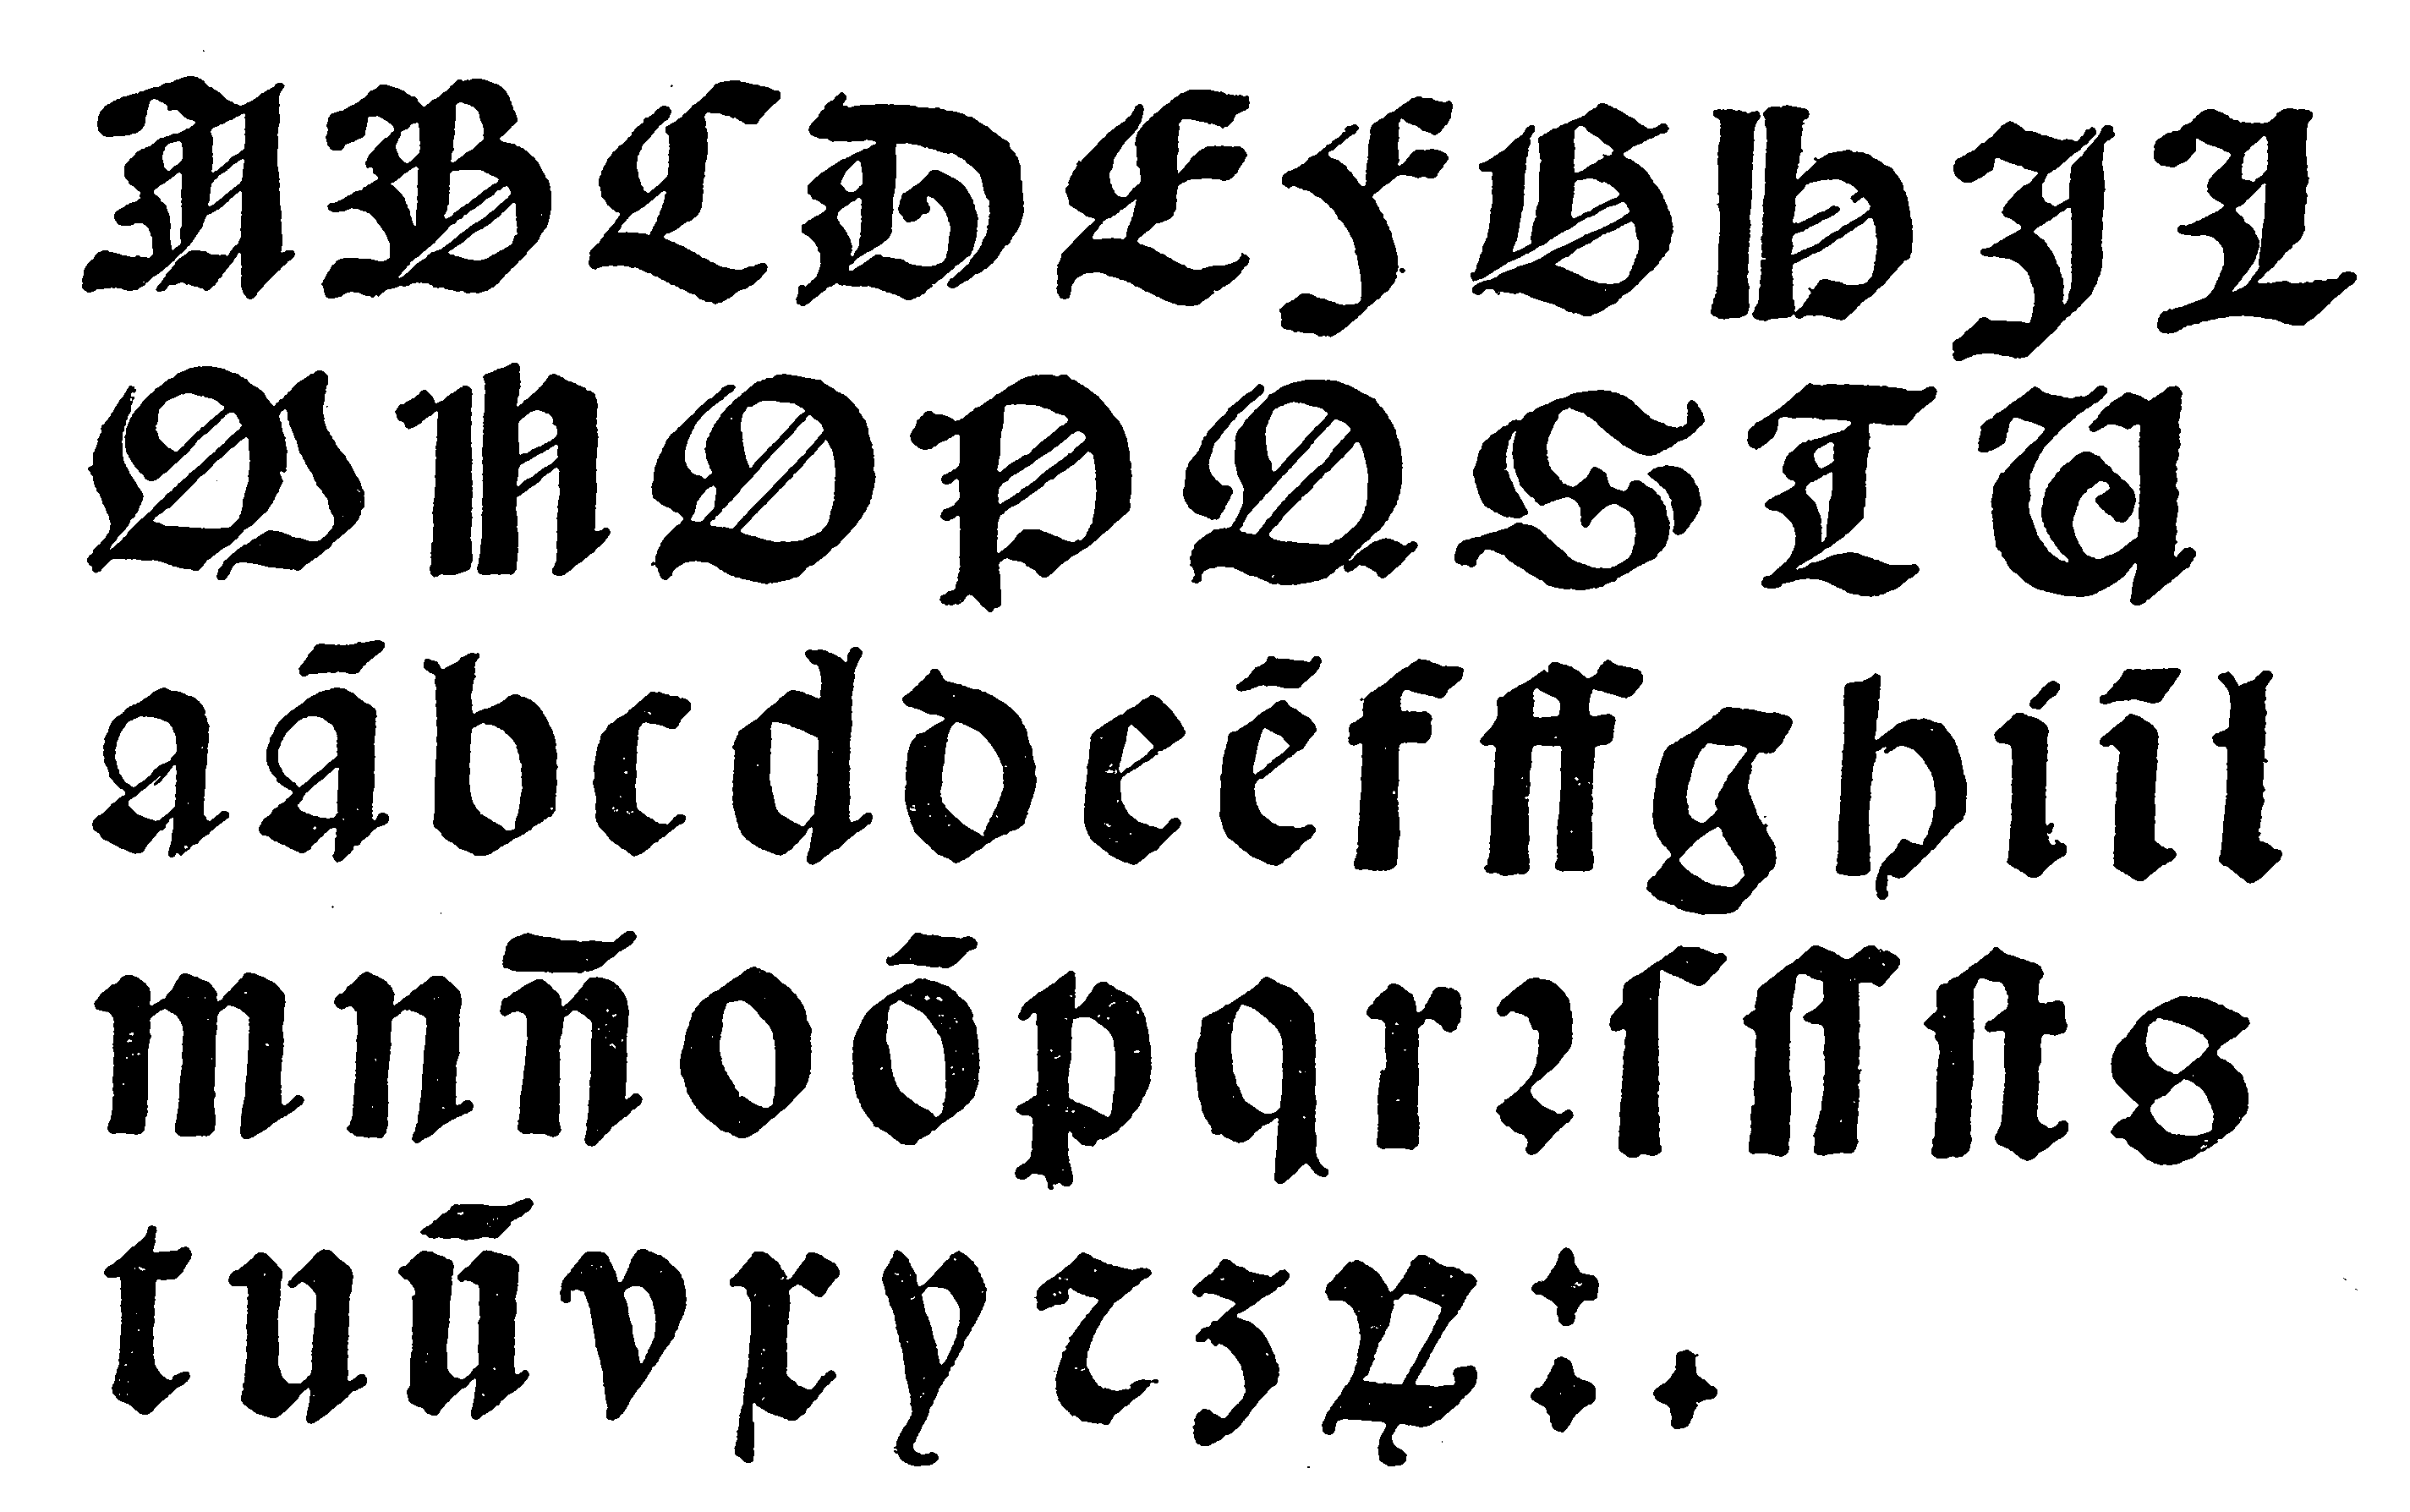 A B C D E F G H I L
M N O P Q S T U
a ā b c d d e ē f ff g h i ī l
m n n̄ o ō p q r ꝛ ſ ſſ ſt s
t u ū v x y ⁊ ȝ ꝝ : .